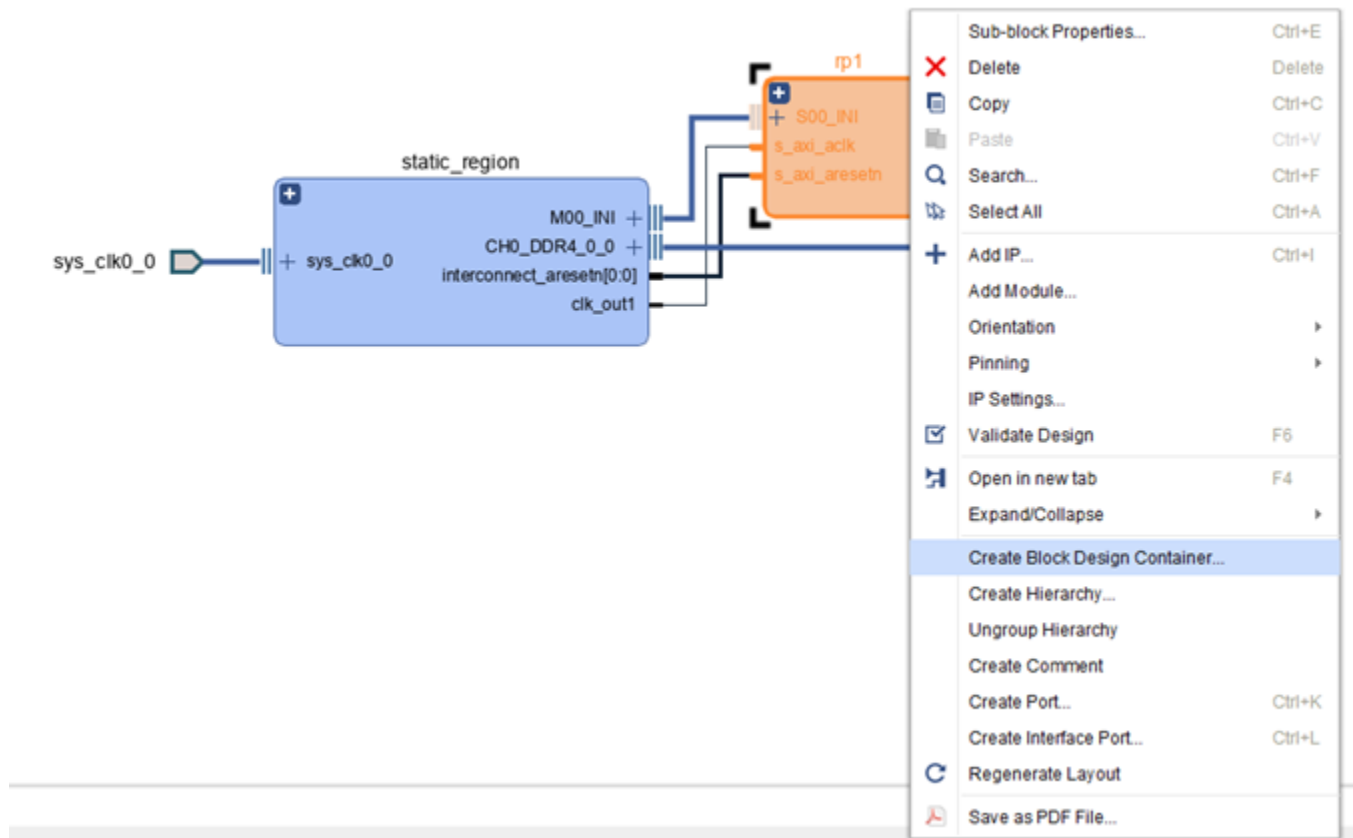 rp1
S00_INI
s_axi_aclk
s_axi_aresetn
static_region
M00_INI
CH0_DDR4_0_0
interconnect_aresetn[0:0]
clk_out1
sys_clk0_0
sys_clk0_0
Sub-block Properties... Ctrl+E
Delete Delete
Copy Ctrl+C
Paste Ctrl+V
Search... Ctrl+F
Select All Ctrl+A
Add IP... Ctrl+I
Add Module...
Orientation
Pinning
IP Settings...
Validate Design F6
Open in new tab F4
Expand/Collapse
Create Block Design Container...
Create Hierarchy...
Ungroup Hierarchy
Create Comment
Create Port... Ctrl+K
Create Interface Port... Ctrl+L
Regenerate Layout
Save as PDF File...